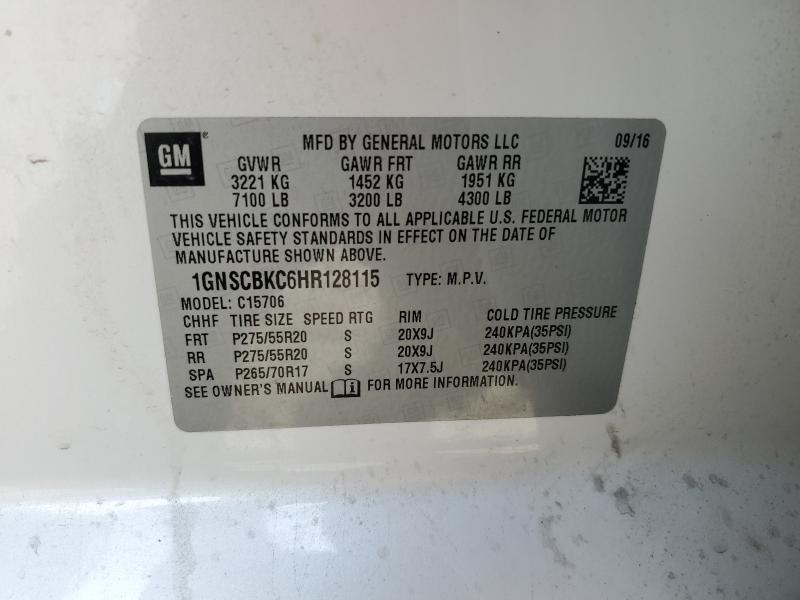 GM
MFD BY GENERAL MOTORS LLC 09/16
GVWR GAWR FRT GAWR RR
3221 KG 1452 KG 1951 KG
7100 LB 3200 LB 4300 LB
THIS VEHICLE CONFORMS TO ALL APPLICABLE U.S. FEDERAL MOTOR
VEHICLE SAFETY STANDARDS IN EFFECT ON THE DATE OF
MANUFACTURE SHOWN ABOVE.
1GNSCBKC6HR128115 TYPE: M.P.V.
MODEL: C15706
CHHF TIRE SIZE SPEED RTG RIM COLD TIRE PRESSURE
FRT P275/55R20 S 20X9J 240KPA(35PSI)
RR P275/55R20 S 20X9J 240KPA(35PSI)
SPA P265/70R17 S 17X7.5J 240KPA(35PSI)
SEE OWNER'S MANUAL FOR MORE INFORMATION.